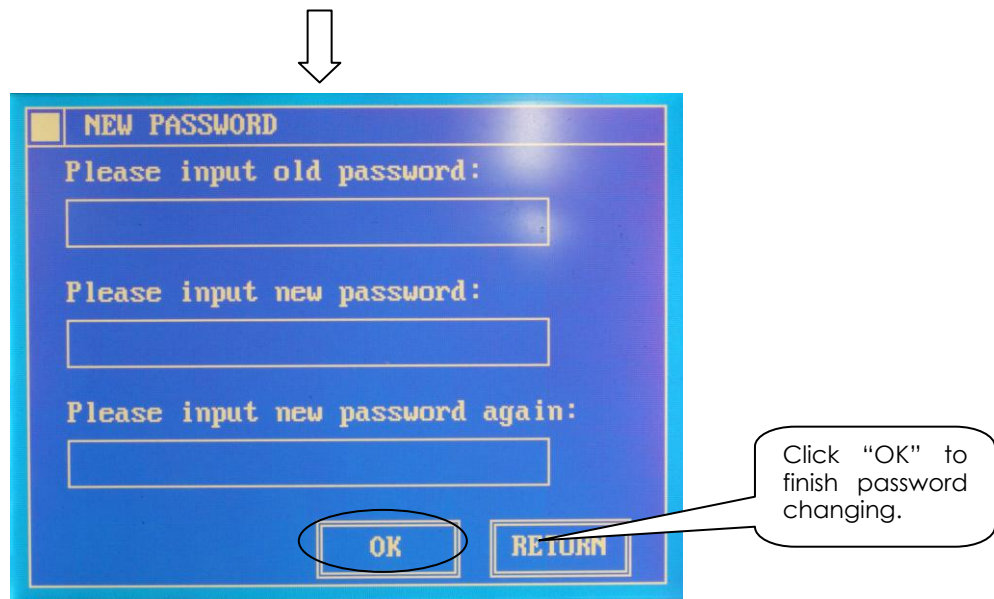 NEW PASSWORD
Please input old password:
Please input new password:
Please input new password again:
OK
RETURN
Click “OK” to
finish password
changing.